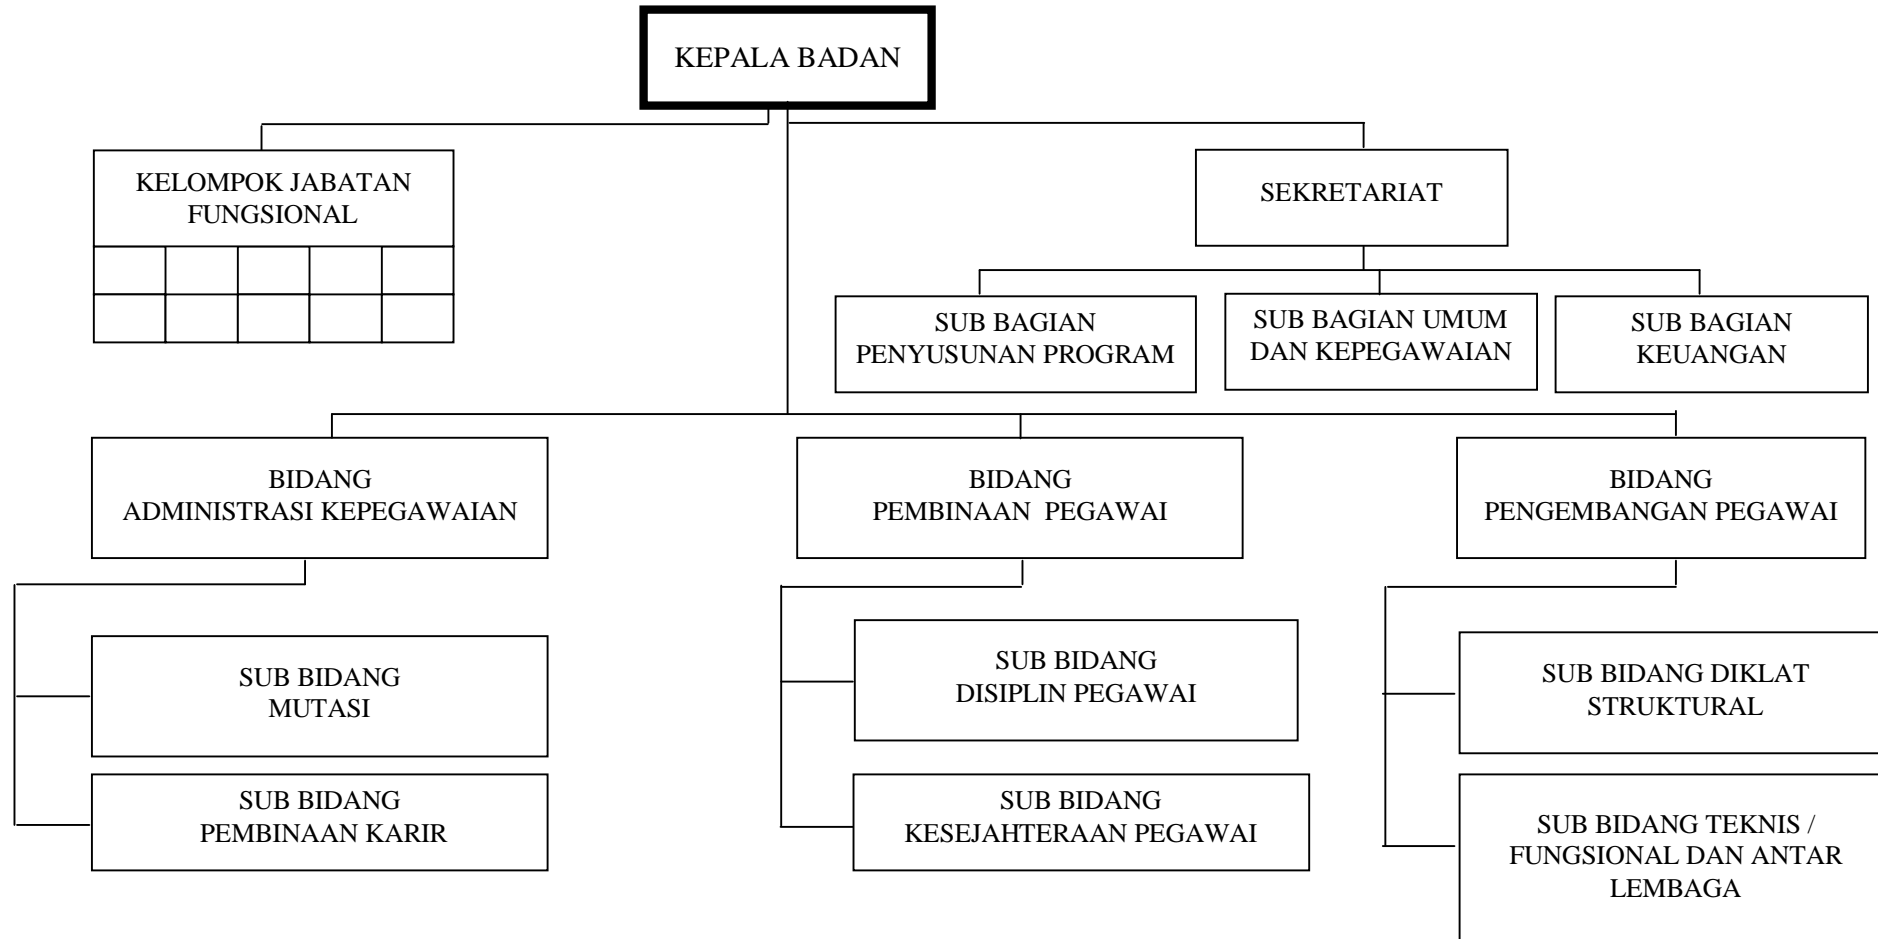 KEPALA BADAN
KELOMPOK JABATAN
FUNGSIONAL
SEKRETARIAT
SUB BAGIAN
PENYUSUNAN PROGRAM
SUB BAGIAN UMUM
DAN KEPEGAWAIAN
SUB BAGIAN
KEUANGAN
BIDANG
ADMINISTRASI KEPEGAWAIAN
BIDANG
PEMBINAAN PEGAWAI
BIDANG
PENGEMBANGAN PEGAWAI
SUB BIDANG
MUTASI
SUB BIDANG
DISIPLIN PEGAWAI
SUB BIDANG DIKLAT
STRUKTURAL
SUB BIDANG
PEMBINAAN KARIR
SUB BIDANG
KESEJAHTERAAN PEGAWAI
SUB BIDANG TEKNIS /
FUNGSIONAL DAN ANTAR
LEMBAGA